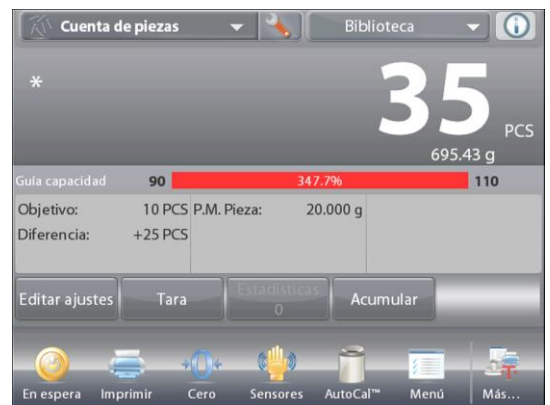 Cuenta de piezas Biblioteca
*
35 PCS
695.43 g
Guía capacidad 90 347.7% 110
Objetivo: 10 PCS P.M. Pieza: 20.000 g
Diferencia: +25 PCS
Editar ajustes Tara Estadísticas Acumular
0
En espera Imprimir Cero Sensores AutoCal™ Menú Más...